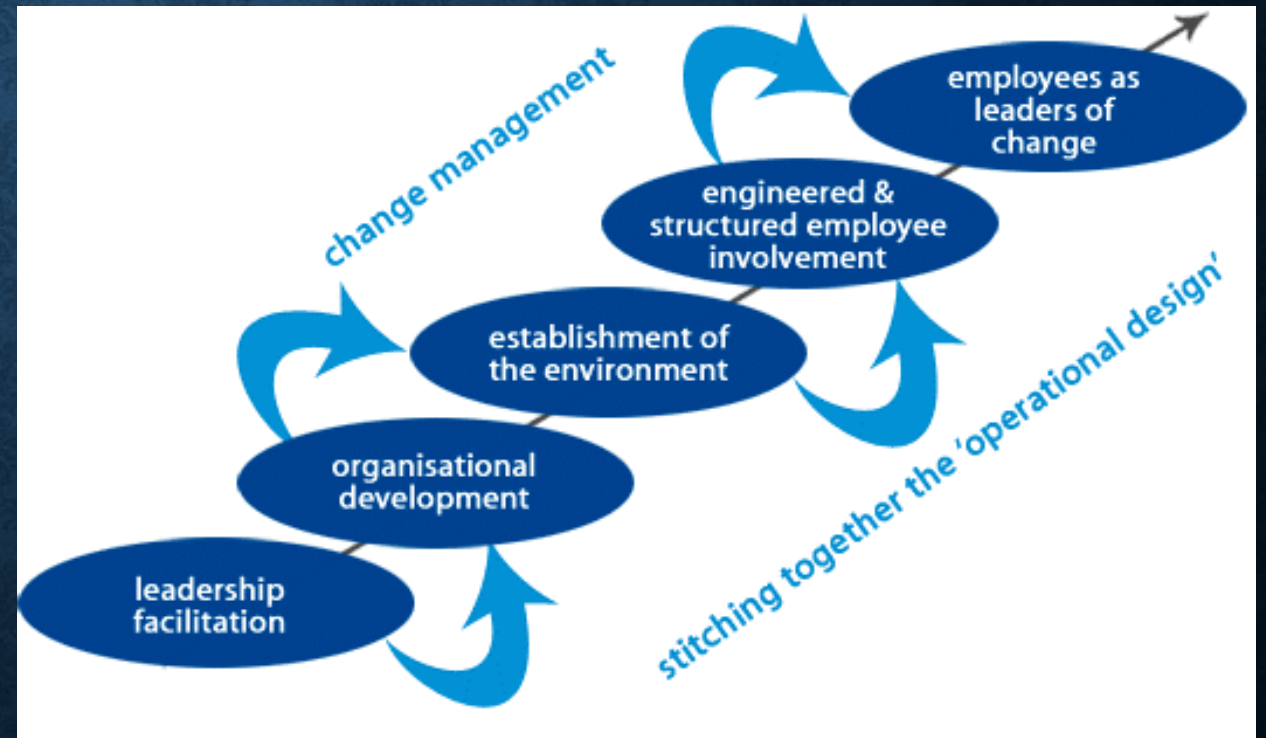 employees as
leaders of
change
change management
engineered &
structured employee
involvement
establishment of
the environment
stitching together the 'operational design'
organisational
development
leadership
facilitation